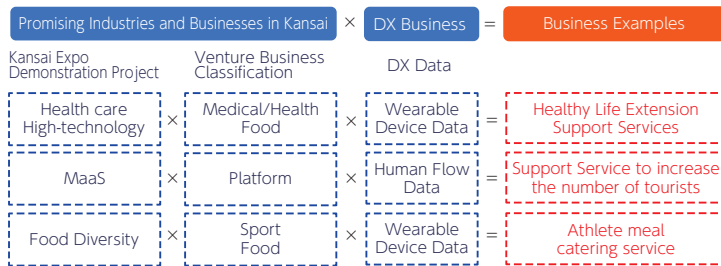 Promising Industries and Businesses in Kansai × DX Business = Business Examples
Kansai Expo
Demonstration Project
Venture Business
Classification
DX Data
Health care
High-technology
×
Medical/Health
Food
×
Wearable
Device Data
=
Healthy Life Extension
Support Services
MaaS
×
Platform
×
Human Flow
Data
=
Support Service to increase
the number of tourists
Food Diversity
×
Sport
Food
×
Wearable
Device Data
=
Athlete meal
catering service